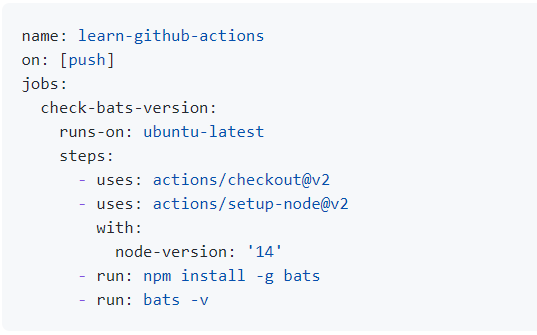 name: learn-github-actions
on: [push]
jobs:
  check-bats-version:
    runs-on: ubuntu-latest
    steps:
      - uses: actions/checkout@v2
      - uses: actions/setup-node@v2
        with:
          node-version: '14'
      - run: npm install -g bats
      - run: bats -v